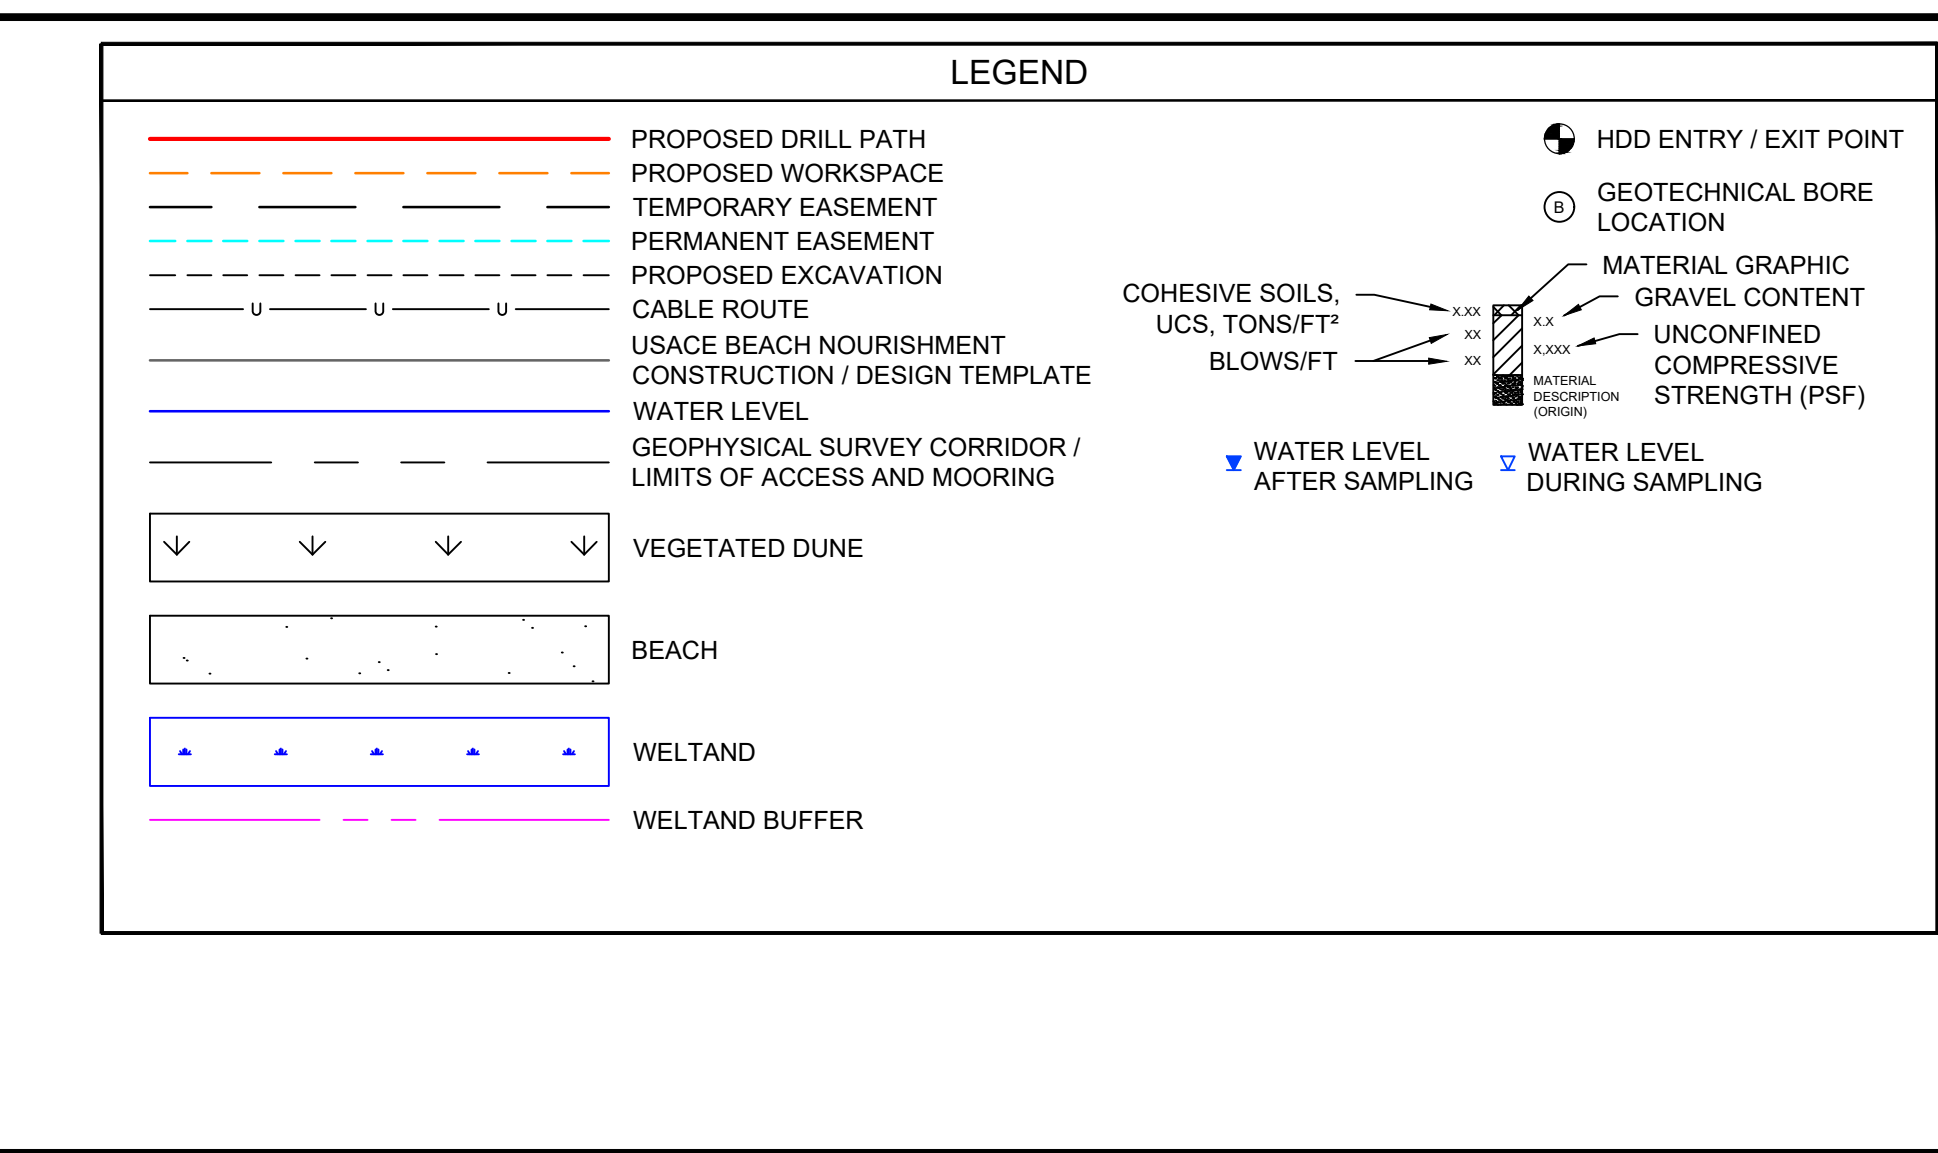 LEGEND
PROPOSED DRILL PATH
PROPOSED WORKSPACE
TEMPORARY EASEMENT
PERMANENT EASEMENT
PROPOSED EXCAVATION
U U U CABLE ROUTE
USACE BEACH NOURISHMENT
CONSTRUCTION / DESIGN TEMPLATE
WATER LEVEL
GEOPHYSICAL SURVEY CORRIDOR /
LIMITS OF ACCESS AND MOORING
VEGETATED DUNE
BEACH
WELTAND
WELTAND BUFFER
HDD ENTRY / EXIT POINT
B
GEOTECHNICAL BORE
LOCATION
MATERIAL GRAPHIC
GRAVEL CONTENT
UNCONFINED
COMPRESSIVE
STRENGTH (PSF)
COHESIVE SOILS,
UCS, TONS/FT²
BLOWS/FT
X.XX
XX
XX
X.X
X,XXX
MATERIAL
DESCRIPTION
(ORIGIN)
WATER LEVEL
AFTER SAMPLING
WATER LEVEL
DURING SAMPLING